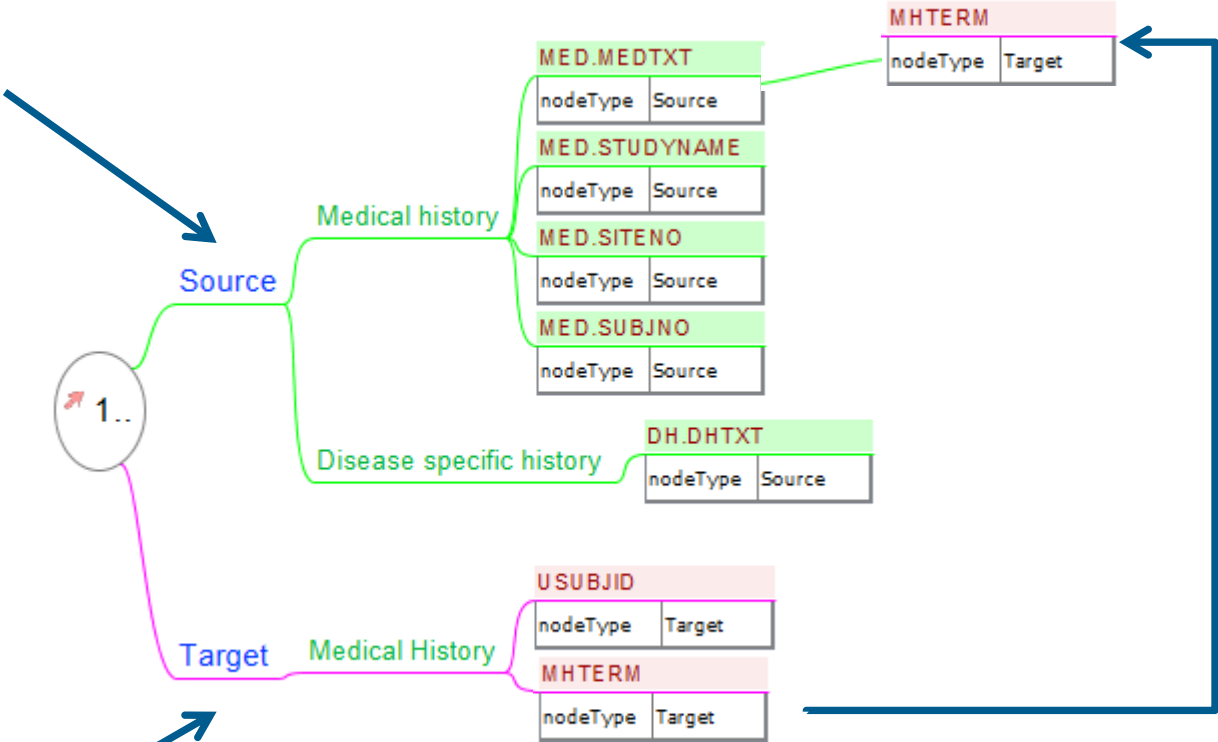 MHTERM
nodeType Target
MED.MEDTXT
nodeType Source
MED.STUDYNAME
nodeType Source
Medical history
MED.SITENO
nodeType Source
Source
MED.SUBJNO
nodeType Source
1..
DH.DHTXT
Disease specific history
nodeType Source
USUBJID
nodeType Target
Target
Medical History
MHTERM
nodeType Target